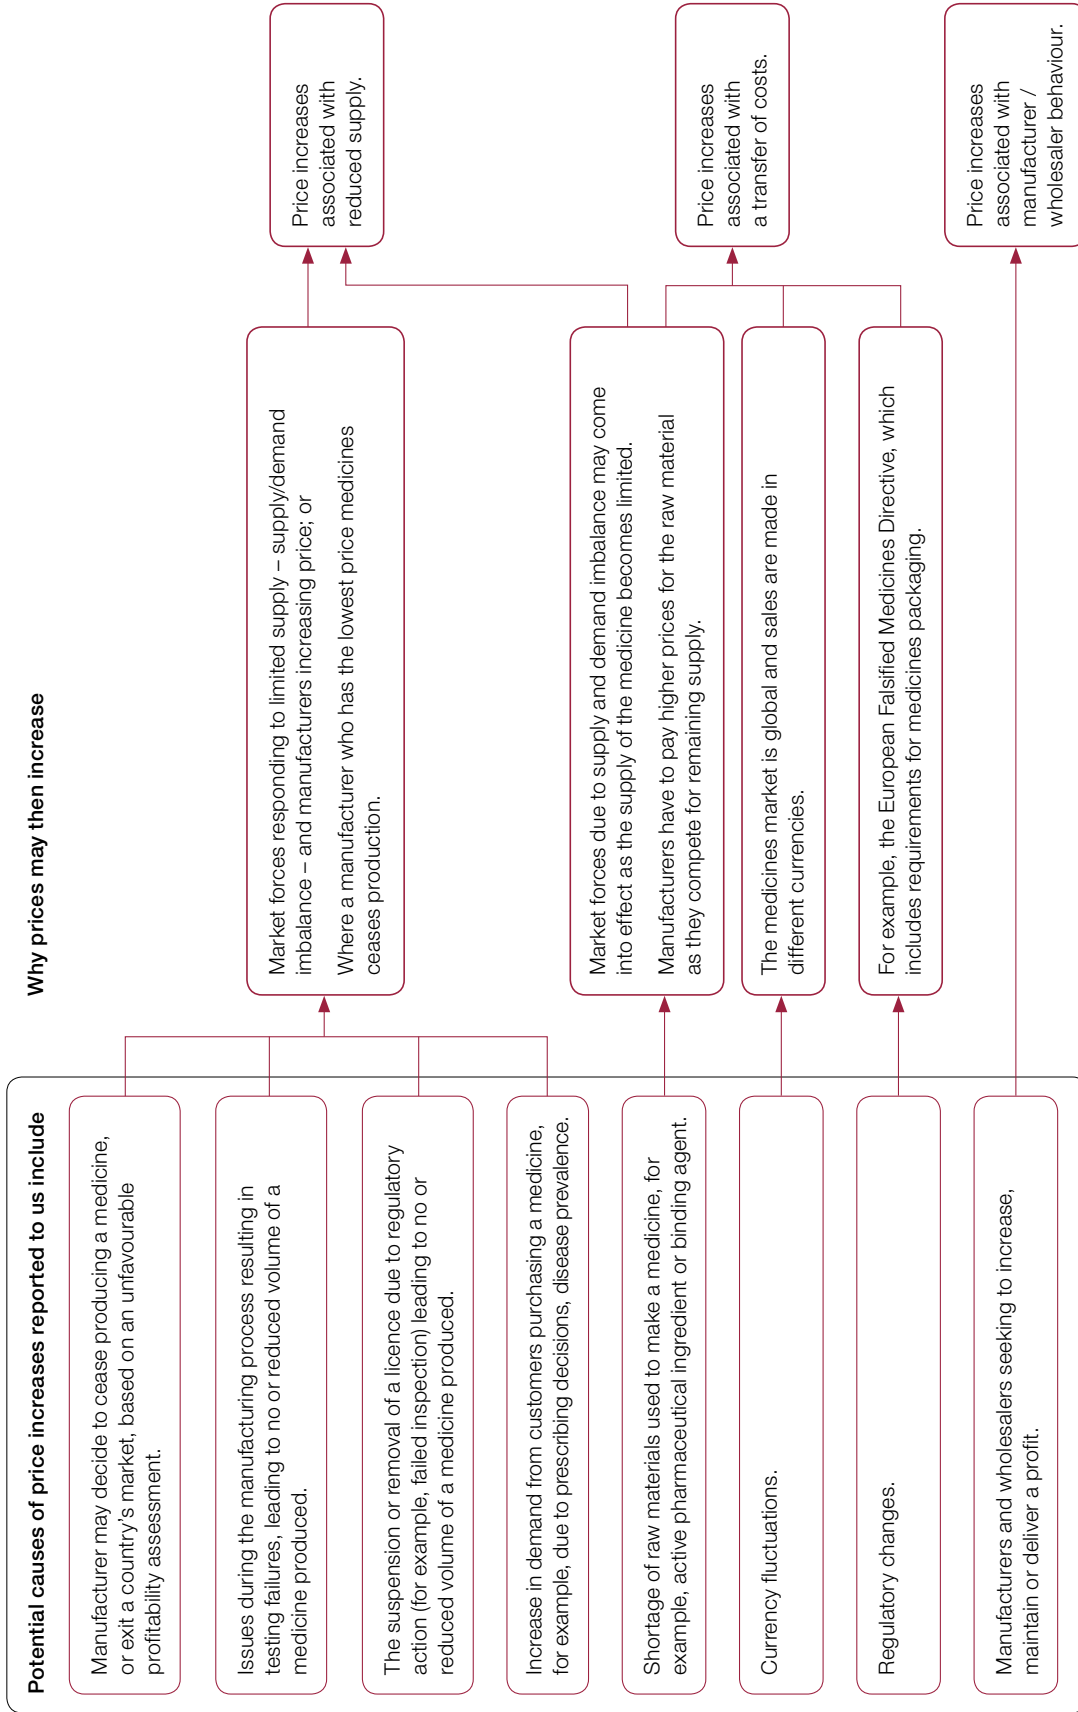 Potential causes of price increases reported to us include
Why prices may then increase
Manufacturer may decide to cease producing a medicine,
or exit a country’s market, based on an unfavourable
profitability assessment.
Issues during the manufacturing process resulting in
testing failures, leading to no or reduced volume of a
medicine produced.
The suspension or removal of a licence due to regulatory
action (for example, failed inspection) leading to no or
reduced volume of a medicine produced.
Increase in demand from customers purchasing a medicine,
for example, due to prescribing decisions, disease prevalence.
Market forces responding to limited supply – supply/demand
imbalance – and manufacturers increasing price; or
Where a manufacturer who has the lowest price medicines
ceases production.
Price increases
associated with
reduced supply.
Shortage of raw materials used to make a medicine, for
example, active pharmaceutical ingredient or binding agent.
Market forces due to supply and demand imbalance may come
into effect as the supply of the medicine becomes limited.
Manufacturers have to pay higher prices for the raw material
as they compete for remaining supply.
Currency fluctuations.
The medicines market is global and sales are made in
different currencies.
Price increases
associated with
a transfer of costs.
Regulatory changes.
For example, the European Falsified Medicines Directive, which
includes requirements for medicines packaging.
Manufacturers and wholesalers seeking to increase,
maintain or deliver a profit.
Price increases
associated with
manufacturer /
wholesaler behaviour.